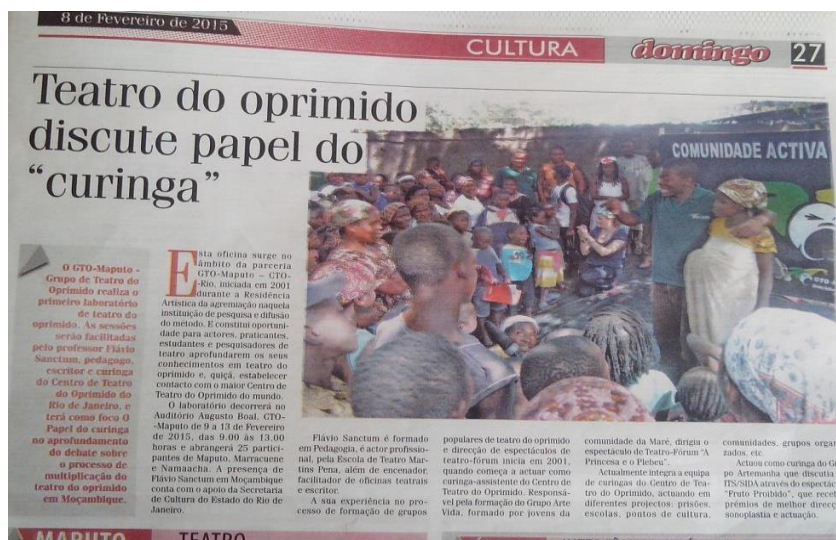 8 de Fevereiro de 2015
CULTURA
domingo
27
Teatro do oprimido
discute papel do
“curinga”
COMUNIDADE ACTIVA
O GTO-Maputo -
Grupo de Teatro do
Oprimido realiza o
primeiro laboratório
de teatro do
oprimido. As sessões
serão facilitadas
pelo professor Flávio
Sanctum, pedagogo,
escritor e curinga
do Centro de Teatro
do Oprimido do
Rio de Janeiro, e
terá como foco O
Papel do curinga
no aprofundamento
do debate sobre
o processo de
multiplicação do
teatro do oprimido
em Moçambique.
Esta oficina surge no
âmbito da parceria
GTO-Maputo – CTO-
-Rio, iniciada em 2001
durante a Residência
Artística da agremiação naquela
instituição de pesquisa e difusão
do método. E constitui oportuni-
dade para actores, praticantes,
estudantes e pesquisadores de
teatro aprofundarem os seus
conhecimentos em teatro do
oprimido e, quiçá, estabelecer
contacto com o maior Centro de
Teatro do Oprimido do mundo.
O laboratório decorrerá no
Auditório Augusto Boal, GTO-
-Maputo de 9 a 13 de Fevereiro
de 2015, das 9.00 às 13.00
horas e abrangerá 25 partici-
pantes de Maputo, Marracuene
e Namaacha. A presença de
Flávio Sanctum em Moçambique
conta com o apoio da Secretaria
de Cultura do Estado do Rio de
Janeiro.
Flávio Sanctum é formado
em Pedagogia, é actor profissio-
nal, pela Escola de Teatro Mar-
tins Pena, além de encenador,
facilitador de oficinas teatrais
e escritor.
A sua experiência no pro-
cesso de formação de grupos
populares de teatro do oprimido
e direcção de espectáculos de
teatro-fórum inicia em 2001,
quando começa a actuar como
curinga-assistente do Centro de
Teatro do Oprimido. Responsá-
vel pela formação do Grupo Arte
Vida, formado por jovens da
comunidade da Maré, dirigiu o
espectáculo de Teatro-Fórum “A
Princesa e o Plebeu”.
Actualmente integra a equipa
de curingas do Centro de Tea-
tro do Oprimido, actuando em
diferentes projectos: prisões,
escolas, pontos de cultura,
comunidades, grupos organi
zados, etc.
Actuou como curinga do G
po Artemanha que discutia
ITS/SIDA através do espectác
“Fruto Proibido”, que rece
prémios de melhor direcç
sonoplastia e actuação.
MAPUTO
TEATRO